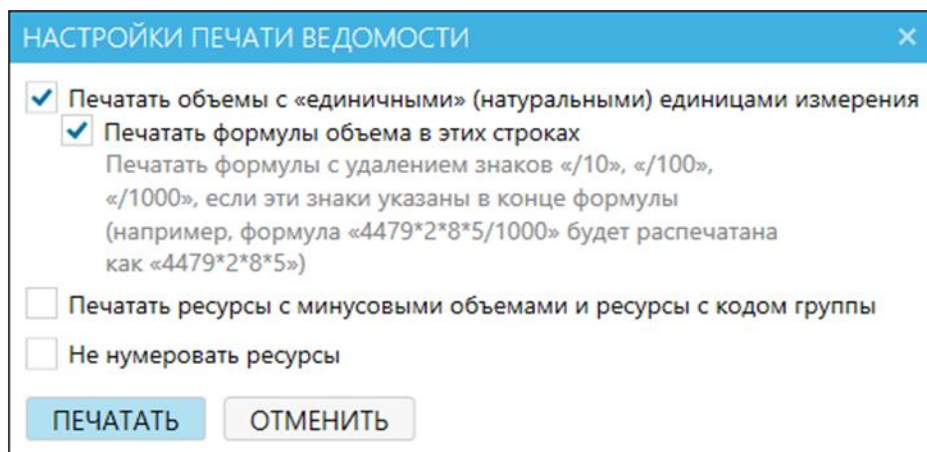 НАСТРОЙКИ ПЕЧАТИ ВЕДОМОСТИ
Печатать объемы с «единичными» (натуральными) единицами измерения
Печатать формулы объема в этих строках
Печатать формулы с удалением знаков «/10», «/100»,
«/1000», если эти знаки указаны в конце формулы
(например, формула «4479*2*8*5/1000» будет распечатана
как «4479*2*8*5»)
Печатать ресурсы с минусовыми объемами и ресурсы с кодом группы
Не нумеровать ресурсы
ПЕЧАТАТЬ ОТМЕНИТЬ